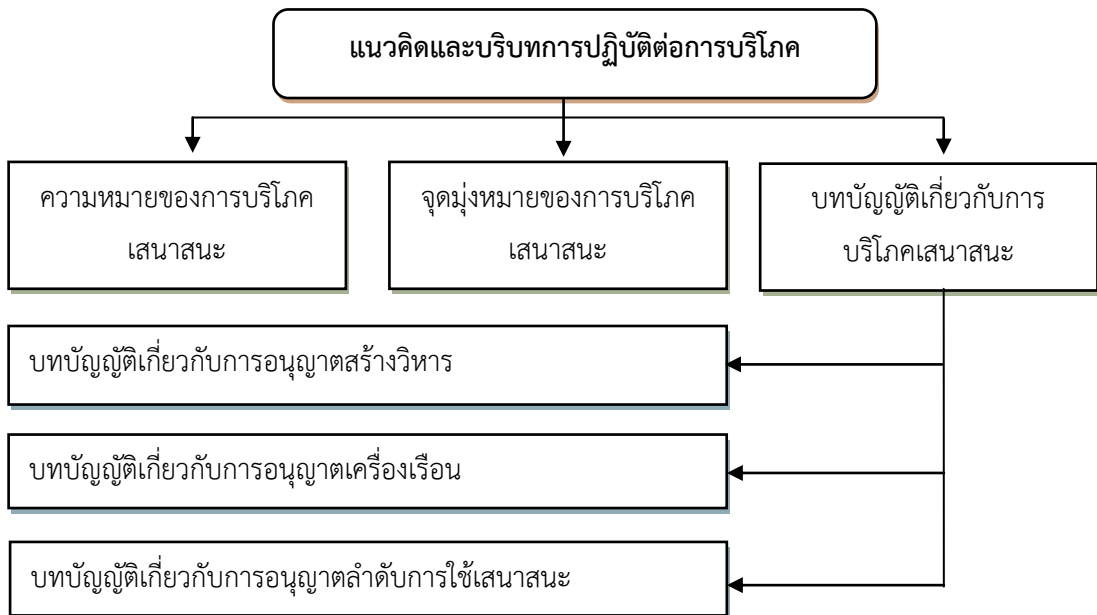 แนวคิดและบริบทการปฏิบัติต่อการบริโภค
ความหมายของการบริโภค
เสนาสนะ
จุดมุ่งหมายของการบริโภค
เสนาสนะ
บทบัญญัติเกี่ยวกับการ
บริโภคเสนาสนะ
บทบัญญัติเกี่ยวกับการอนุญาตสร้างวิหาร
บทบัญญัติเกี่ยวกับการอนุญาตเครื่องเรือน
บทบัญญัติเกี่ยวกับการอนุญาตลำดับการใช้เสนาสนะ